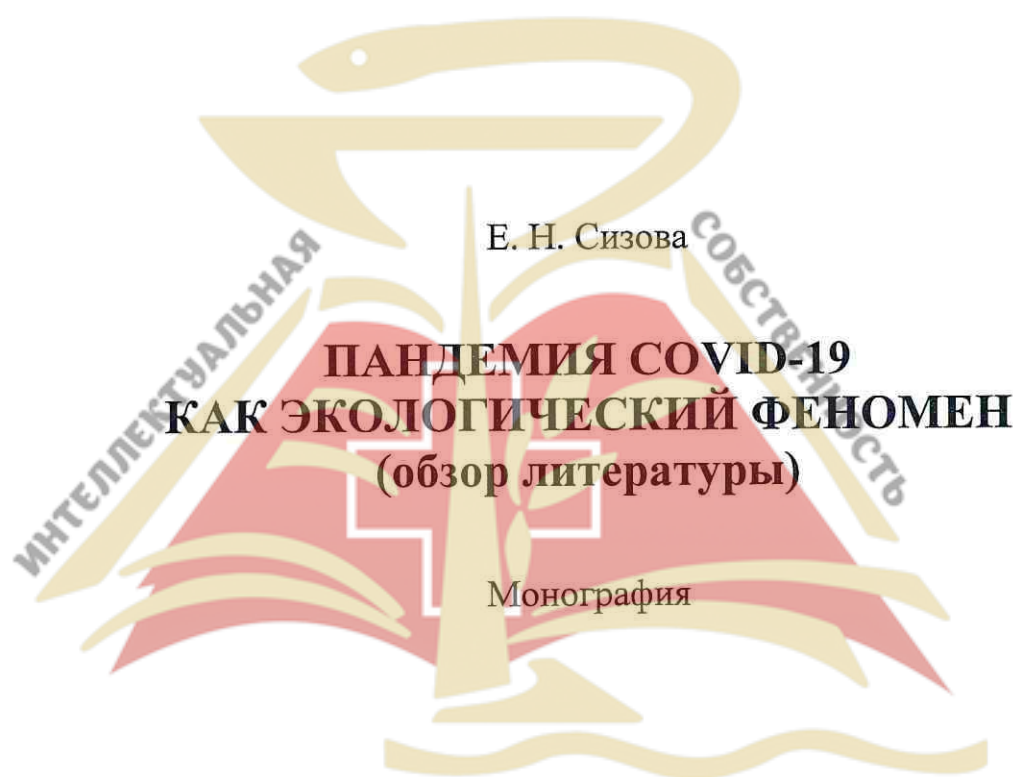 Е. Н. Сизова
ИНТЕЛЛЕКТУАЛЬНАЯ
СОБСТВЕННОСТЬ
ПАНДЕМИЯ COVID-19
КАК ЭКОЛОГИЧЕСКИЙ ФЕНОМЕН
(обзор литературы)
Монография